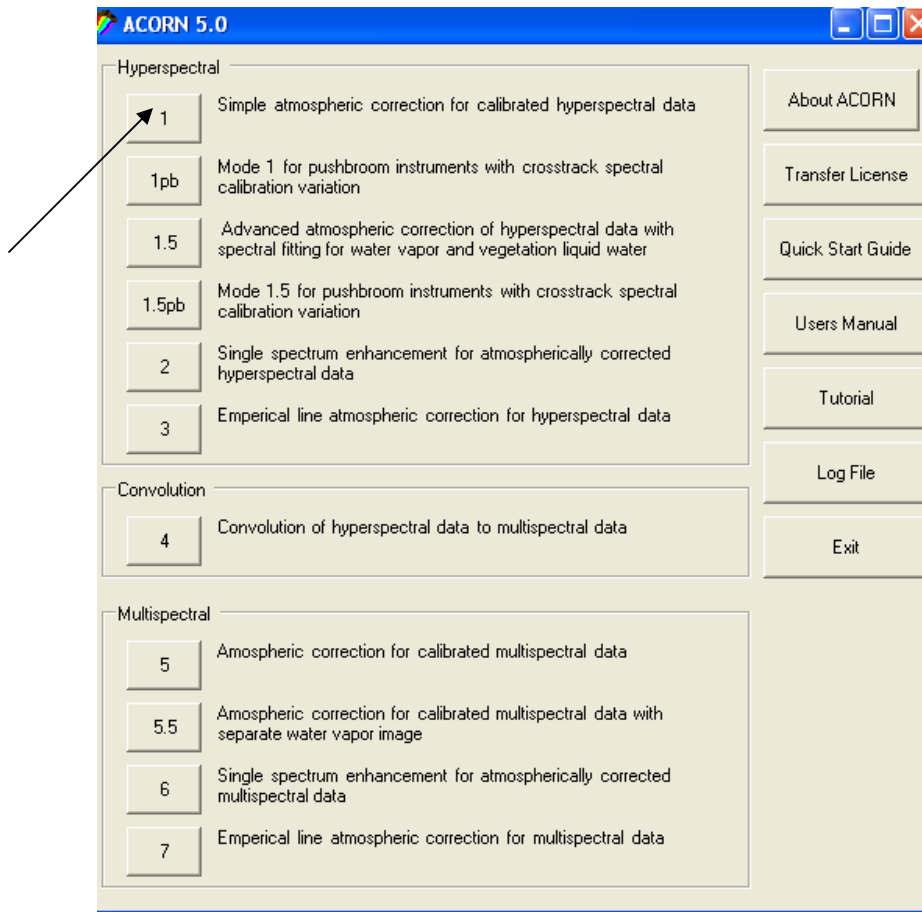 ACORN 5.0
Hyperspectral
1
Simple atmospheric correction for calibrated hyperspectral data
1pb
Mode 1 for pushbroom instruments with crosstrack spectral
calibration variation
1.5
Advanced atmospheric correction of hyperspectral data with
spectral fitting for water vapor and vegetation liquid water
1.5pb
Mode 1.5 for pushbroom instruments with crosstrack spectral
calibration variation
2
Single spectrum enhancement for atmospherically corrected
hyperspectral data
3
Emperical line atmospheric correction for hyperspectral data
Convolution
4
Convolution of hyperspectral data to multispectral data
Multispectral
5
Amospheric correction for calibrated multispectral data
5.5
Amospheric correction for calibrated multispectral data with
separate water vapor image
6
Single spectrum enhancement for atmospherically corrected
multispectral data
7
Emperical line atmospheric correction for multispectral data
About ACORN
Transfer License
Quick Start Guide
Users Manual
Tutorial
Log File
Exit